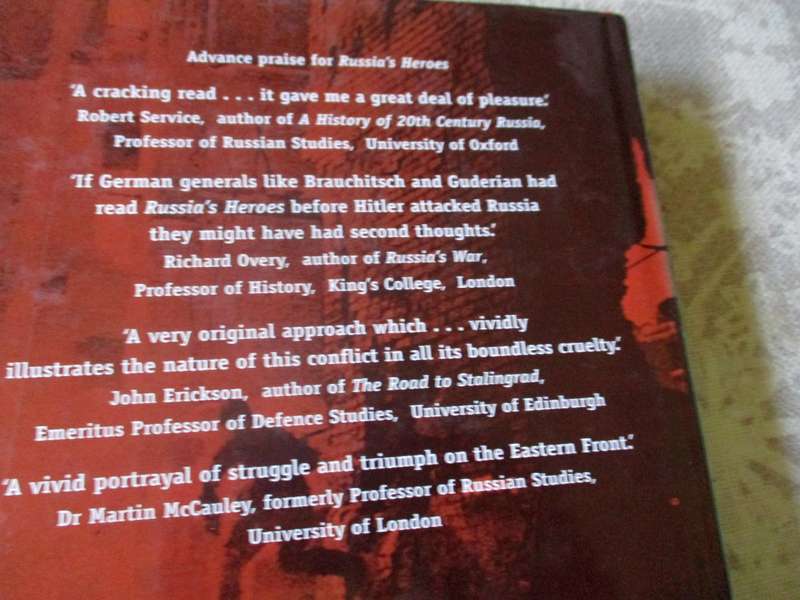 Advance praise for Russia's Heroes
'A cracking read . . . it gave me a great deal of pleasure.'
Robert Service, author of A History of 20th Century Russia,
Professor of Russian Studies, University of Oxford
'If German generals like Brauchitsch and Guderian had
read Russia's Heroes before Hitler attacked Russia
they might have had second thoughts.'
Richard Overy, author of Russia's War,
Professor of History, King's College, London
'A very original approach which . . . vividly
illustrates the nature of this conflict in all its boundless cruelty.'
John Erickson, author of The Road to Stalingrad,
Emeritus Professor of Defence Studies, University of Edinburgh
'A vivid portrayal of struggle and triumph on the Eastern Front.'
Dr Martin McCauley, formerly Professor of Russian Studies,
University of London